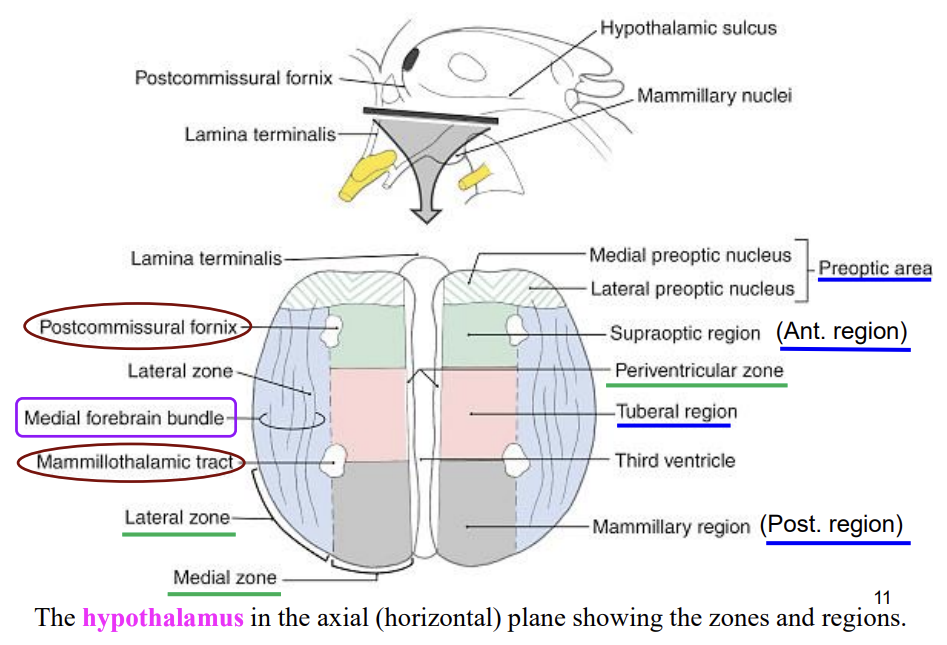 Hypothalamic sulcus
Postcommissural fornix
Mammillary nuclei
Lamina terminalis
Lamina terminalis
Medial preoptic nucleus
Preoptic area
Lateral preoptic nucleus
Postcommissural fornix
Supraoptic region (Ant. region)
Lateral zone
Periventricular zone
Medial forebrain bundle
Tuberal region
Mammillothalamic tract
Third ventricle
Lateral zone
Mammillary region (Post. region)
Medial zone
11
The hypothalamus in the axial (horizontal) plane showing the zones and regions.